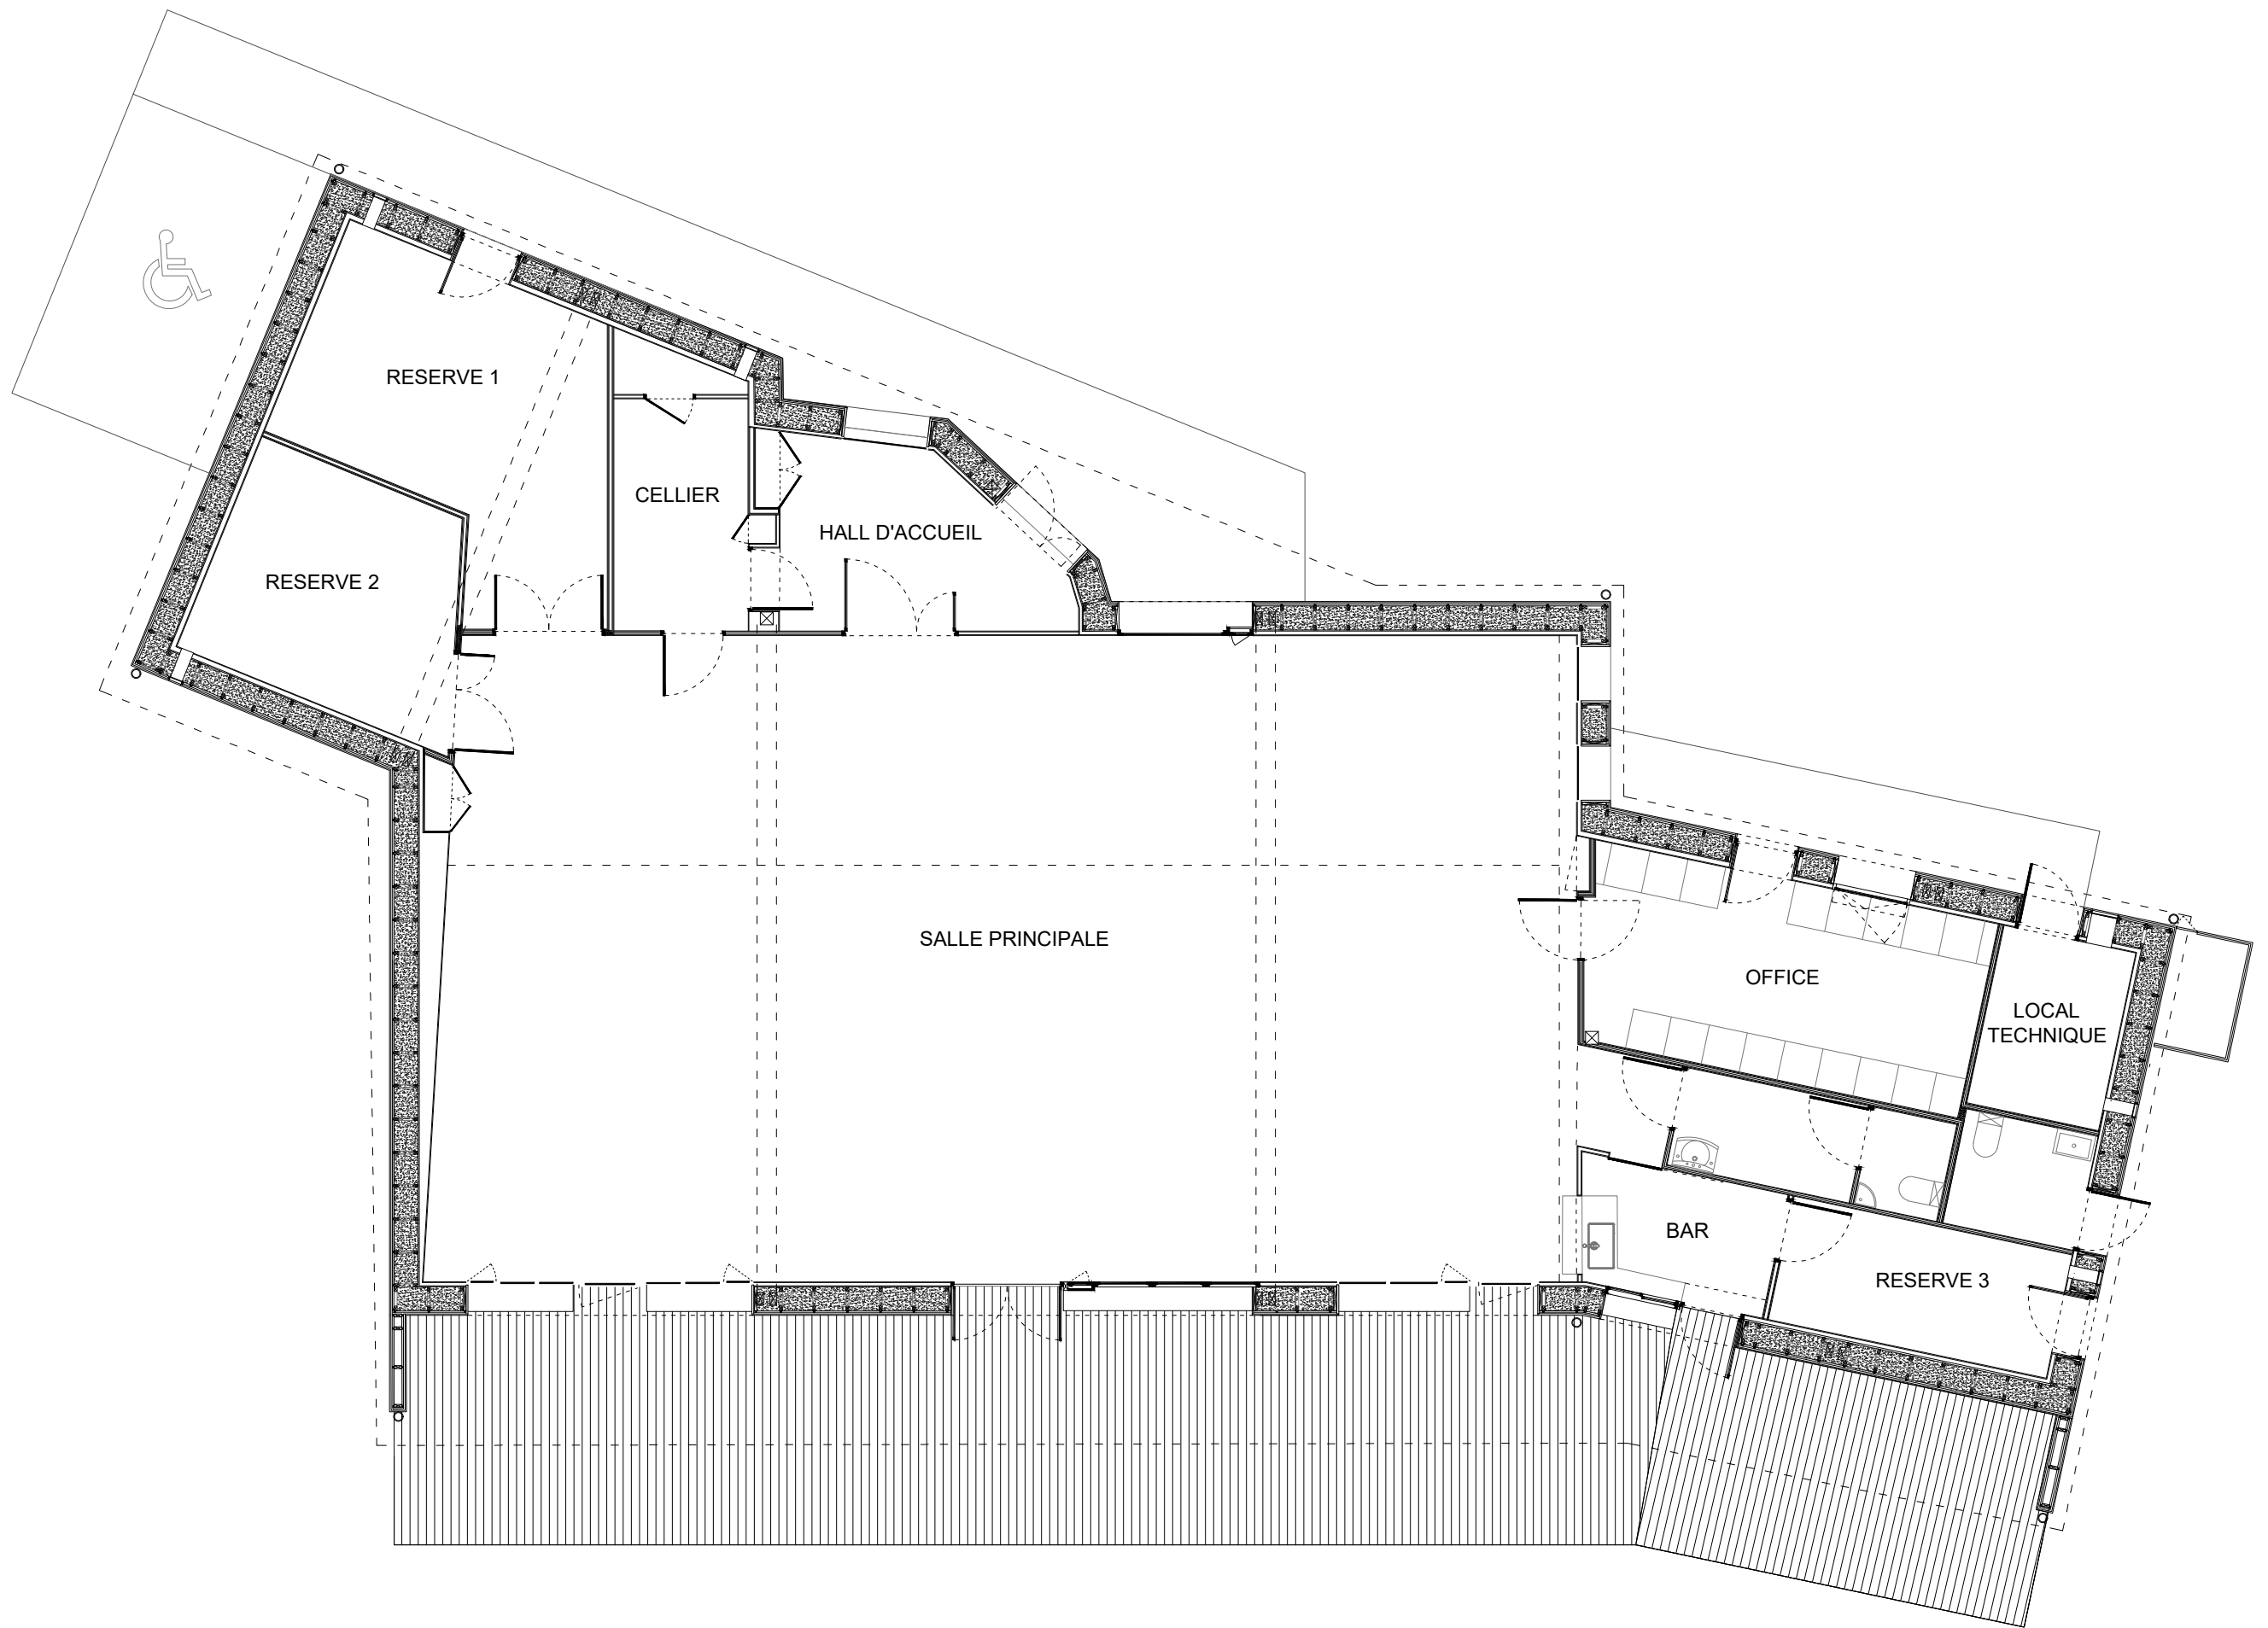 RESERVE 1
CELLIER
HALL D'ACCUEIL
RESERVE 2
SALLE PRINCIPALE
OFFICE
LOCAL
TECHNIQUE
BAR
RESERVE 3